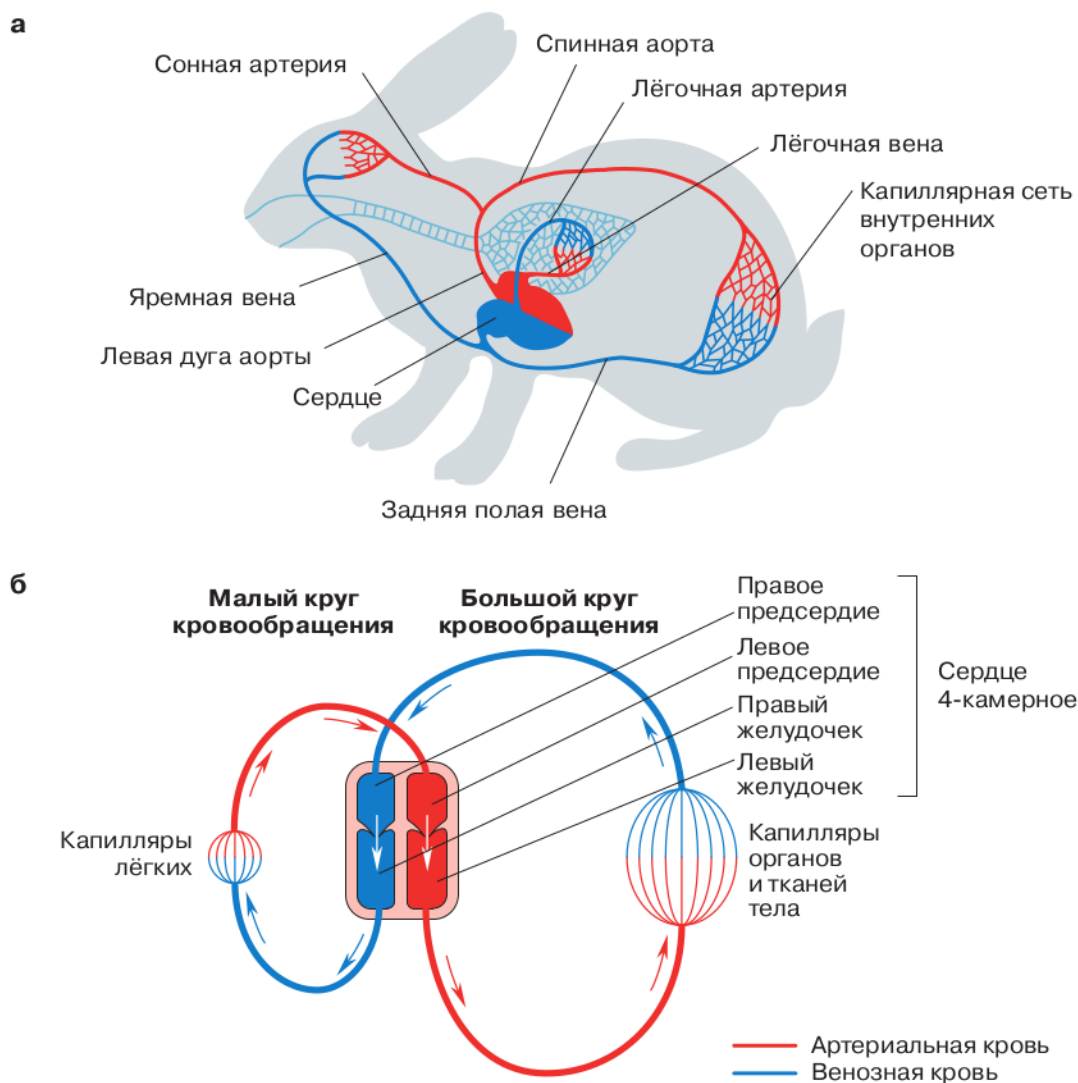 а
Сонная артерия
Спинная аорта
Лёгочная артерия
Лёгочная вена
Капиллярная сеть
внутренних
органов
Яремная вена
Левая дуга аорты
Сердце
Задняя полая вена
б
Малый круг
кровообращения
Большой круг
кровообращения
Правое
предсердие
Левое
предсердие
Правый
желудочек
Левый
желудочек
Сердце
4-камерное
Капилляры
лёгких
Капилляры
органов
и тканей
тела
Артериальная кровь
Венозная кровь